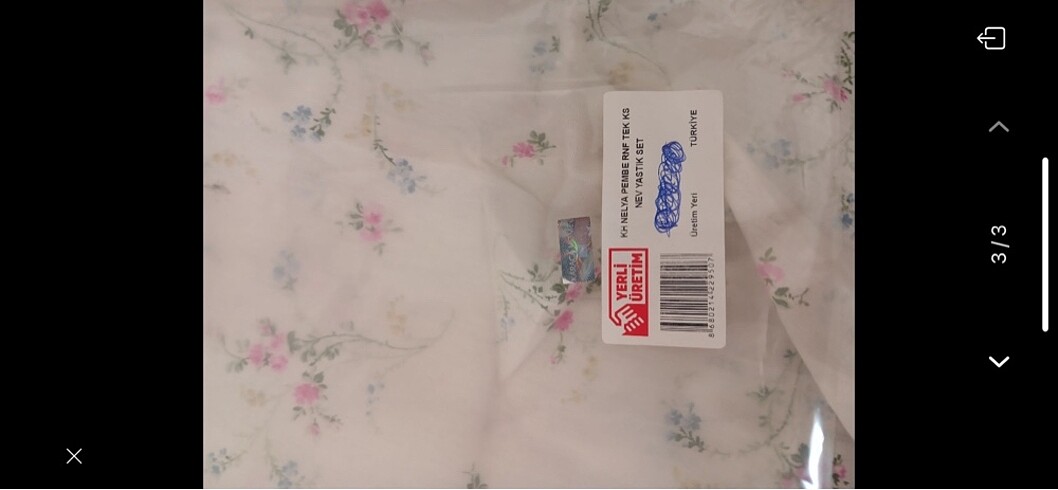 KH NELYA PEMBE RNF TEK KS
NEV YASTIK SET
Üretim Yeri TÜRKİYE
YERLİ
ÜRETİM
3 / 3